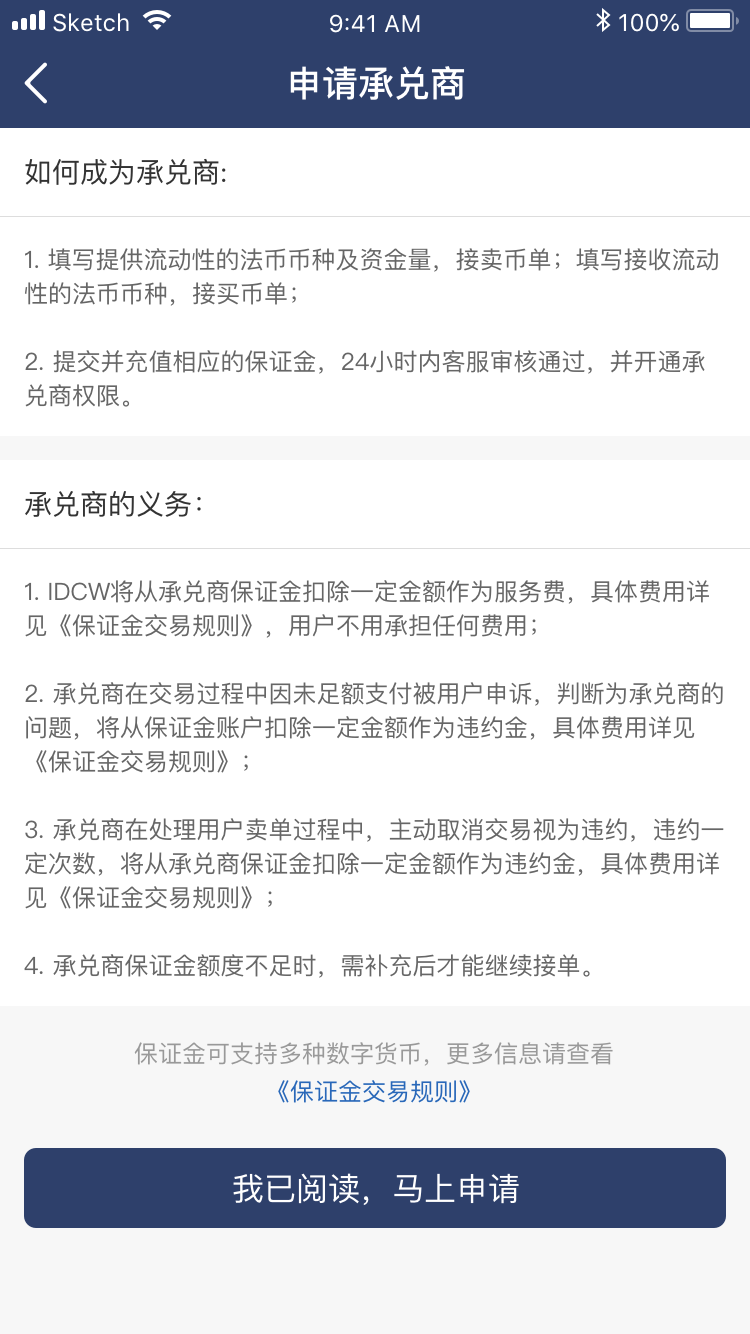 Sketch 9:41 AM 100%
申请承兑商
如何成为承兑商:
1. 填写提供流动性的法币币种及资金量，接卖币单；填写接收流动
性的法币币种，接买币单；
2. 提交并充值相应的保证金，24小时内客服审核通过，并开通承
兑商权限。
承兑商的义务：
1. IDCW将从承兑商保证金扣除一定金额作为服务费，具体费用详
见《保证金交易规则》，用户不用承担任何费用；
2. 承兑商在交易过程中因未足额支付被用户申诉，判断为承兑商的
问题，将从保证金账户扣除一定金额作为违约金，具体费用详见
《保证金交易规则》；
3. 承兑商在处理用户卖单过程中，主动取消交易视为违约，违约一
定次数，将从承兑商保证金扣除一定金额作为违约金，具体费用详
见《保证金交易规则》；
4. 承兑商保证金额度不足时，需补充后才能继续接单。
保证金可支持多种数字货币，更多信息请查看
《保证金交易规则》
我已阅读，马上申请